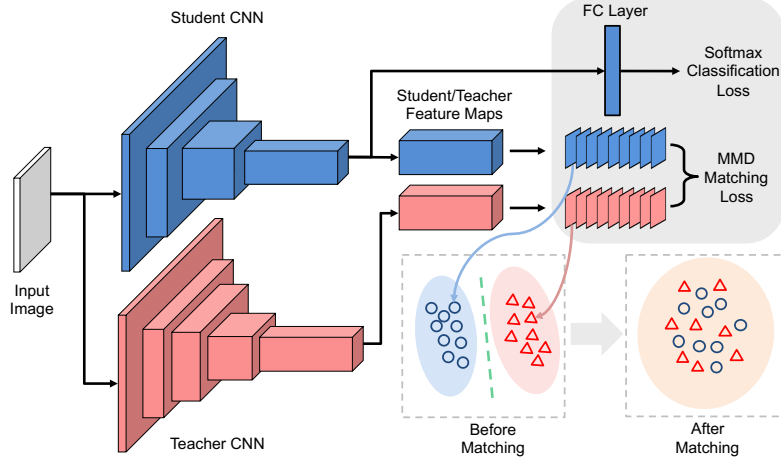 Student CNN
FC Layer
Softmax
Classification
Loss
Student/Teacher
Feature Maps
MMD
Matching
Loss
Input
Image
Teacher CNN
Before
Matching
After
Matching